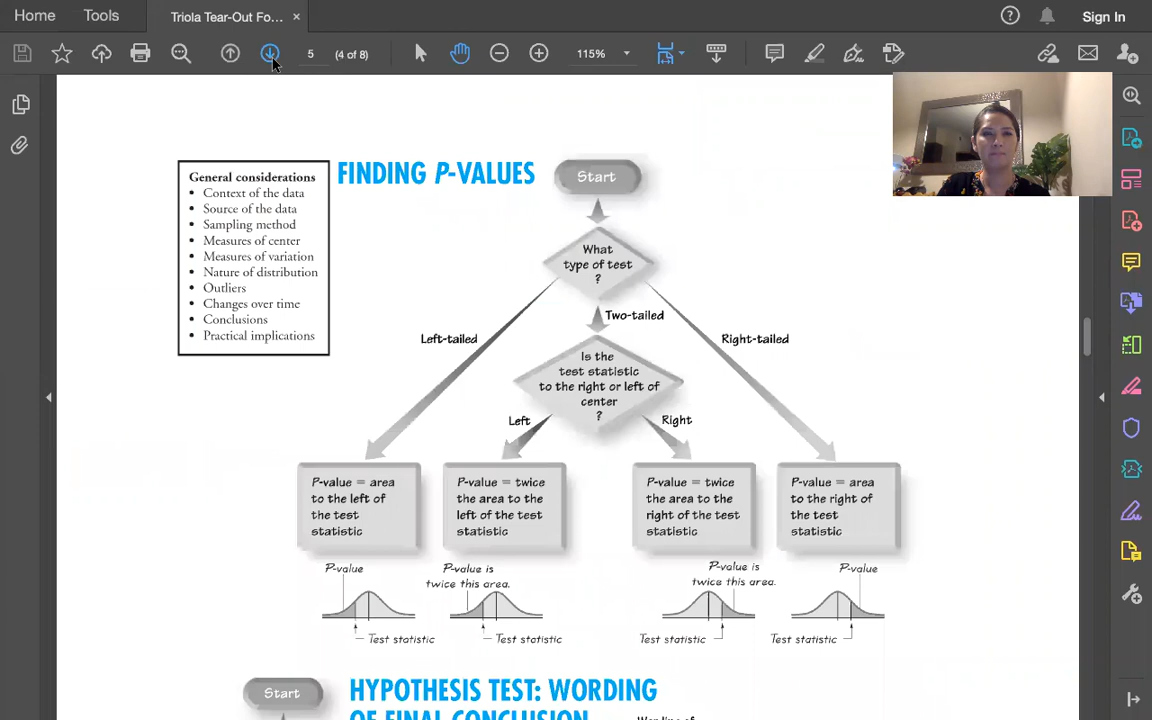 Home
Tools
Triola Tear-Out Fo... ×
?
Sign In
5 (4 of 8)
115%
General considerations
• Context of the data
• Source of the data
• Sampling method
• Measures of center
• Measures of variation
• Nature of distribution
• Outliers
• Changes over time
• Conclusions
• Practical implications
FINDING P-VALUES
Start
What
type of test
?
Left-tailed
Two-tailed
Right-tailed
Is the
test statistic
to the right or left of
center
?
Left
Right
P-value = area
to the left of
the test
statistic
P-value = twice
the area to the
left of the test
statistic
P-value = twice
the area to the
right of the test
statistic
P-value = area
to the right of
the test
statistic
P-value
P-value is
twice this area.
P-value is
twice this area.
P-value
Test statistic
Test statistic
Test statistic
Test statistic
Start
HYPOTHESIS TEST: WORDING
OF FINAL CONCLUSION
Wording of